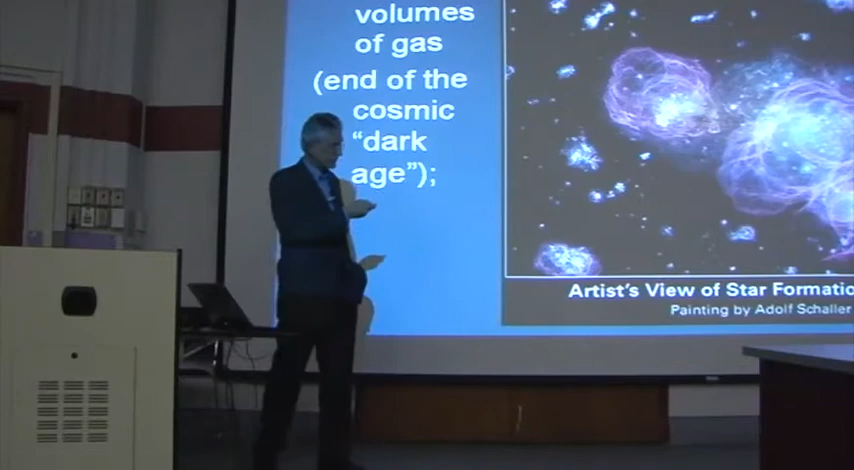 volumes
of gas
(end of the
cosmic
“dark
age”);
Artist's View of Star Formatio
Painting by Adolf Schaller